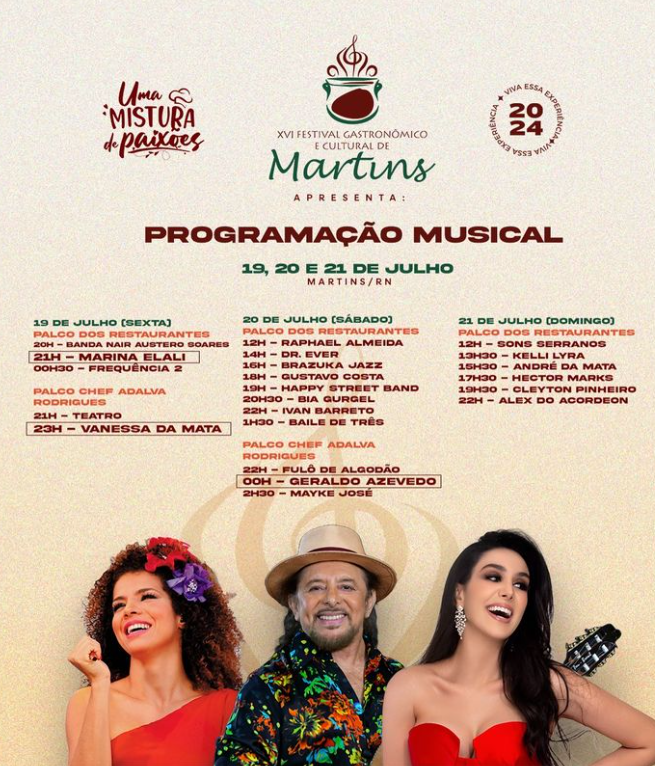 Uma
MISTURA
de paixões
XVI FESTIVAL GASTRONÔMICO
E CULTURAL DE
Martins
APRESENTA:
VIVA ESSA EXPERIÊNCIA
VIVA ESSA EXPERIÊNCIA
20
24
PROGRAMAÇÃO MUSICAL
19, 20 E 21 DE JULHO
MARTINS/RN
19 DE JULHO (SEXTA)
PALCO DOS RESTAURANTES
20H – BANDA NAIR AUSTERO SOARES
21H – MARINA ELALI
00H30 – FREQUÊNCIA 2
PALCO CHEF ADALVA
RODRIGUES
21H – TEATRO
23H – VANESSA DA MATA
20 DE JULHO (SÁBADO)
PALCO DOS RESTAURANTES
12H – RAPHAEL ALMEIDA
14H – DR. EVER
16H – BRAZUKA JAZZ
18H – GUSTAVO COSTA
19H – HAPPY STREET BAND
20H30 – BIA GURGEL
22H – IVAN BARRETO
1H30 – BAILE DE TRÊS
PALCO CHEF ADALVA
RODRIGUES
22H – FULÔ DE ALGODÃO
00H – GERALDO AZEVEDO
2H30 – MAYKE JOSÉ
21 DE JULHO (DOMINGO)
PALCO DOS RESTAURANTES
12H – SONS SERRANOS
13H30 – KELLI LYRA
15H30 – ANDRÉ DA MATA
17H30 – HECTOR MARKS
19H30 – CLEYTON PINHEIRO
22H – ALEX DO ACORDEON